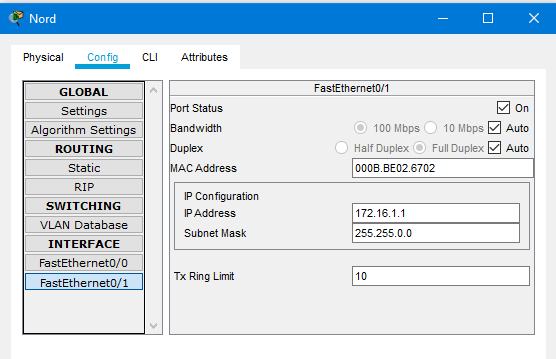 Nord
Physical Config CLI Attributes
GLOBAL
Settings
Algorithm Settings
ROUTING
Static
RIP
SWITCHING
VLAN Database
INTERFACE
FastEthernet0/0
FastEthernet0/1
FastEthernet0/1
Port Status On
Bandwidth 100 Mbps 10 Mbps Auto
Duplex Half Duplex Full Duplex Auto
MAC Address 000B.BE02.6702
IP Configuration
IP Address 172.16.1.1
Subnet Mask 255.255.0.0
Tx Ring Limit 10